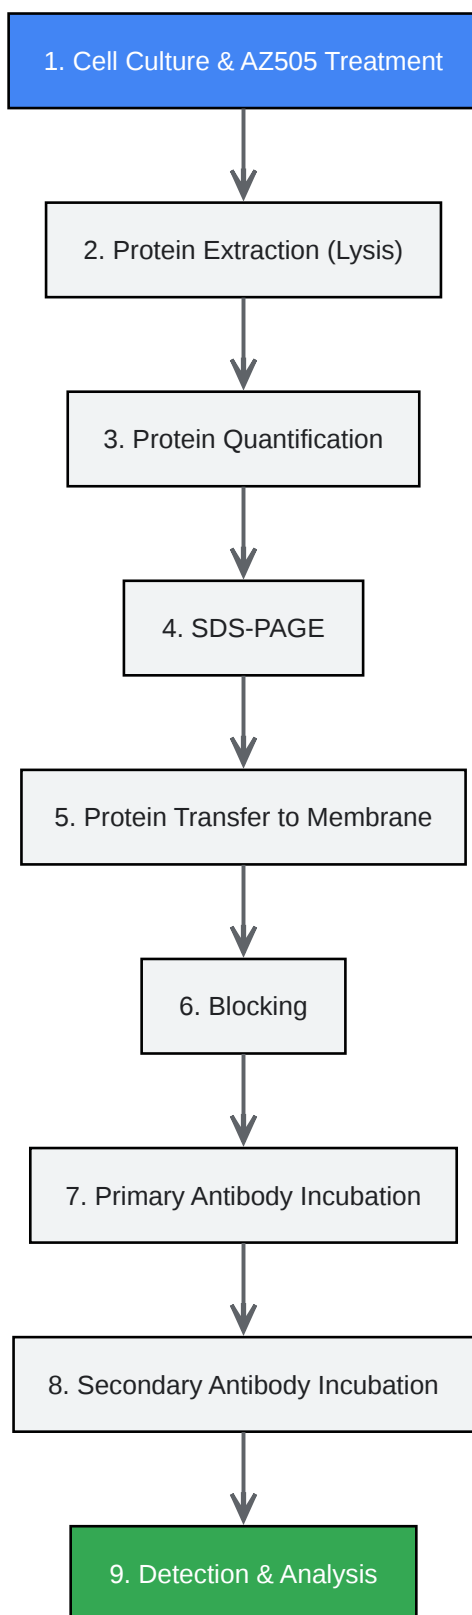 1. Cell Culture & AZ505 Treatment
2. Protein Extraction (Lysis)
3. Protein Quantification
4. SDS-PAGE
5. Protein Transfer to Membrane
6. Blocking
7. Primary Antibody Incubation
8. Secondary Antibody Incubation
9. Detection & Analysis